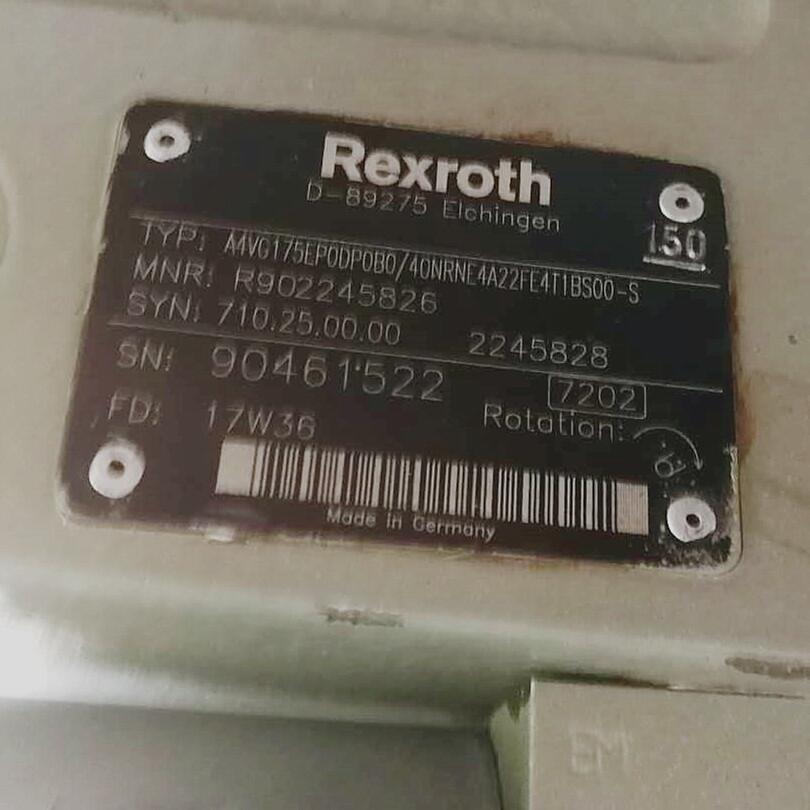 Rexroth
D-89275 Elchingen
150
TYP: A4VG175EP0DP0B0/40NRNE4A22FE4T1BS00-S
MNR: R902245826
SYN: 710.25.00.00 2245828
SN: 90461522 7202
FD: 17W36 Rotation:
Made in Germany
EM